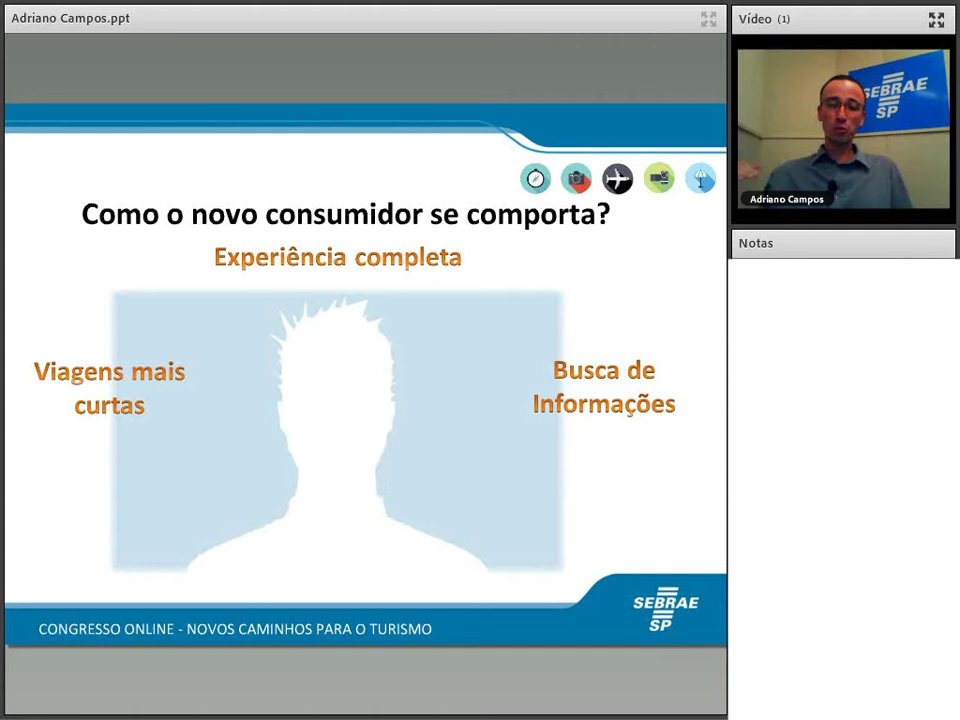 Adriano Campos.ppt
Vídeo (1)
SEBRAE
SP
Adriano Campos
Notas
Como o novo consumidor se comporta?
Experiência completa
Viagens mais
curtas
Busca de
Informações
SEBRAE
SP
CONGRESSO ONLINE - NOVOS CAMINHOS PARA O TURISMO